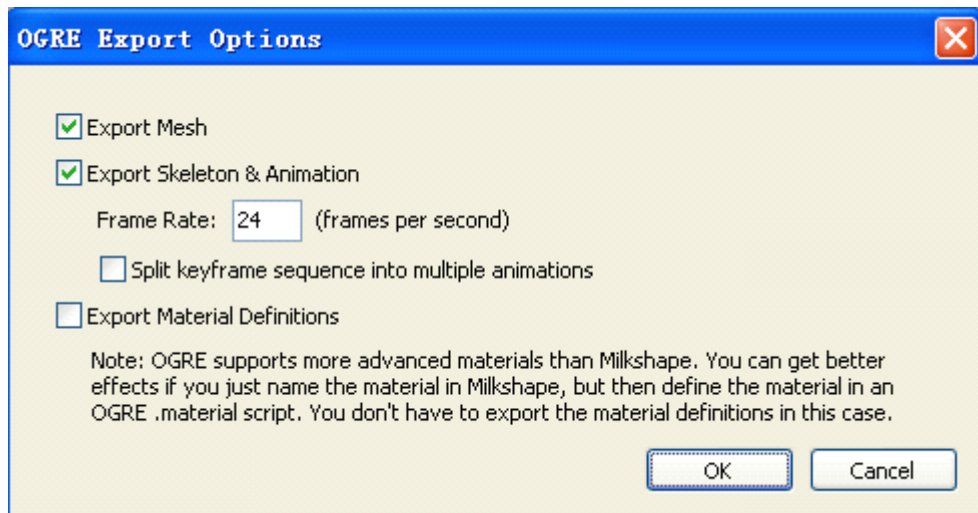 OGRE Export Options
Export Mesh
Export Skeleton & Animation
Frame Rate: 24 (frames per second)
Split keyframe sequence into multiple animations
Export Material Definitions
Note: OGRE supports more advanced materials than Milkshape. You can get better
effects if you just name the material in Milkshape, but then define the material in an
OGRE .material script. You don't have to export the material definitions in this case.
OK Cancel